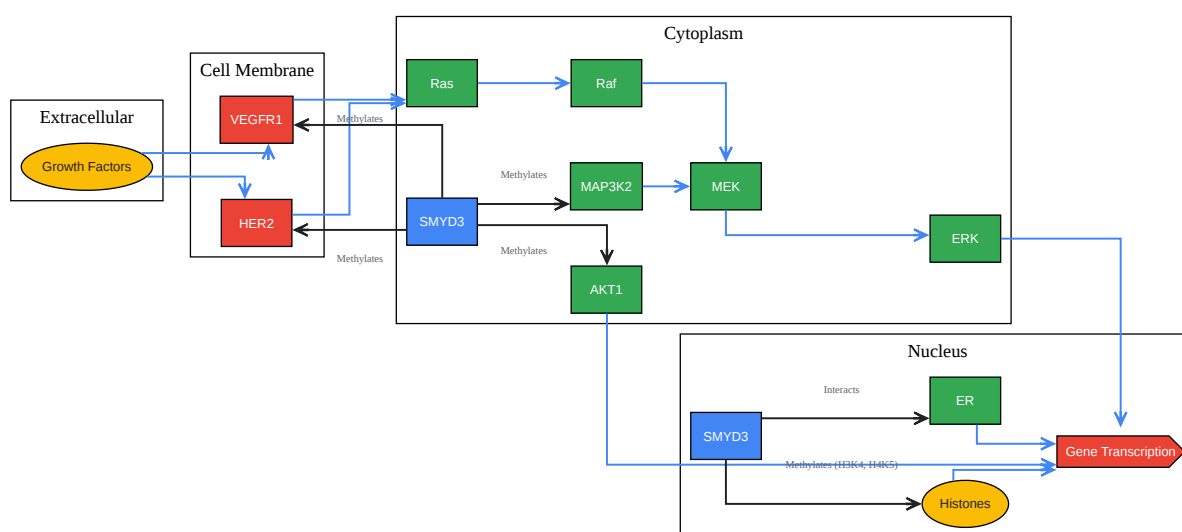 Cytoplasm
Cell Membrane
Ras
Raf
Extracellular
VEGFR1
Methylates
Growth Factors
Methylates
MAP3K2
MEK
HER2
SMYD3
ERK
Methylates
Methylates
AKT1
Nucleus
Interacts
ER
SMYD3
Gene Transcription
Methylates (H3K4, H4K5)
Histones